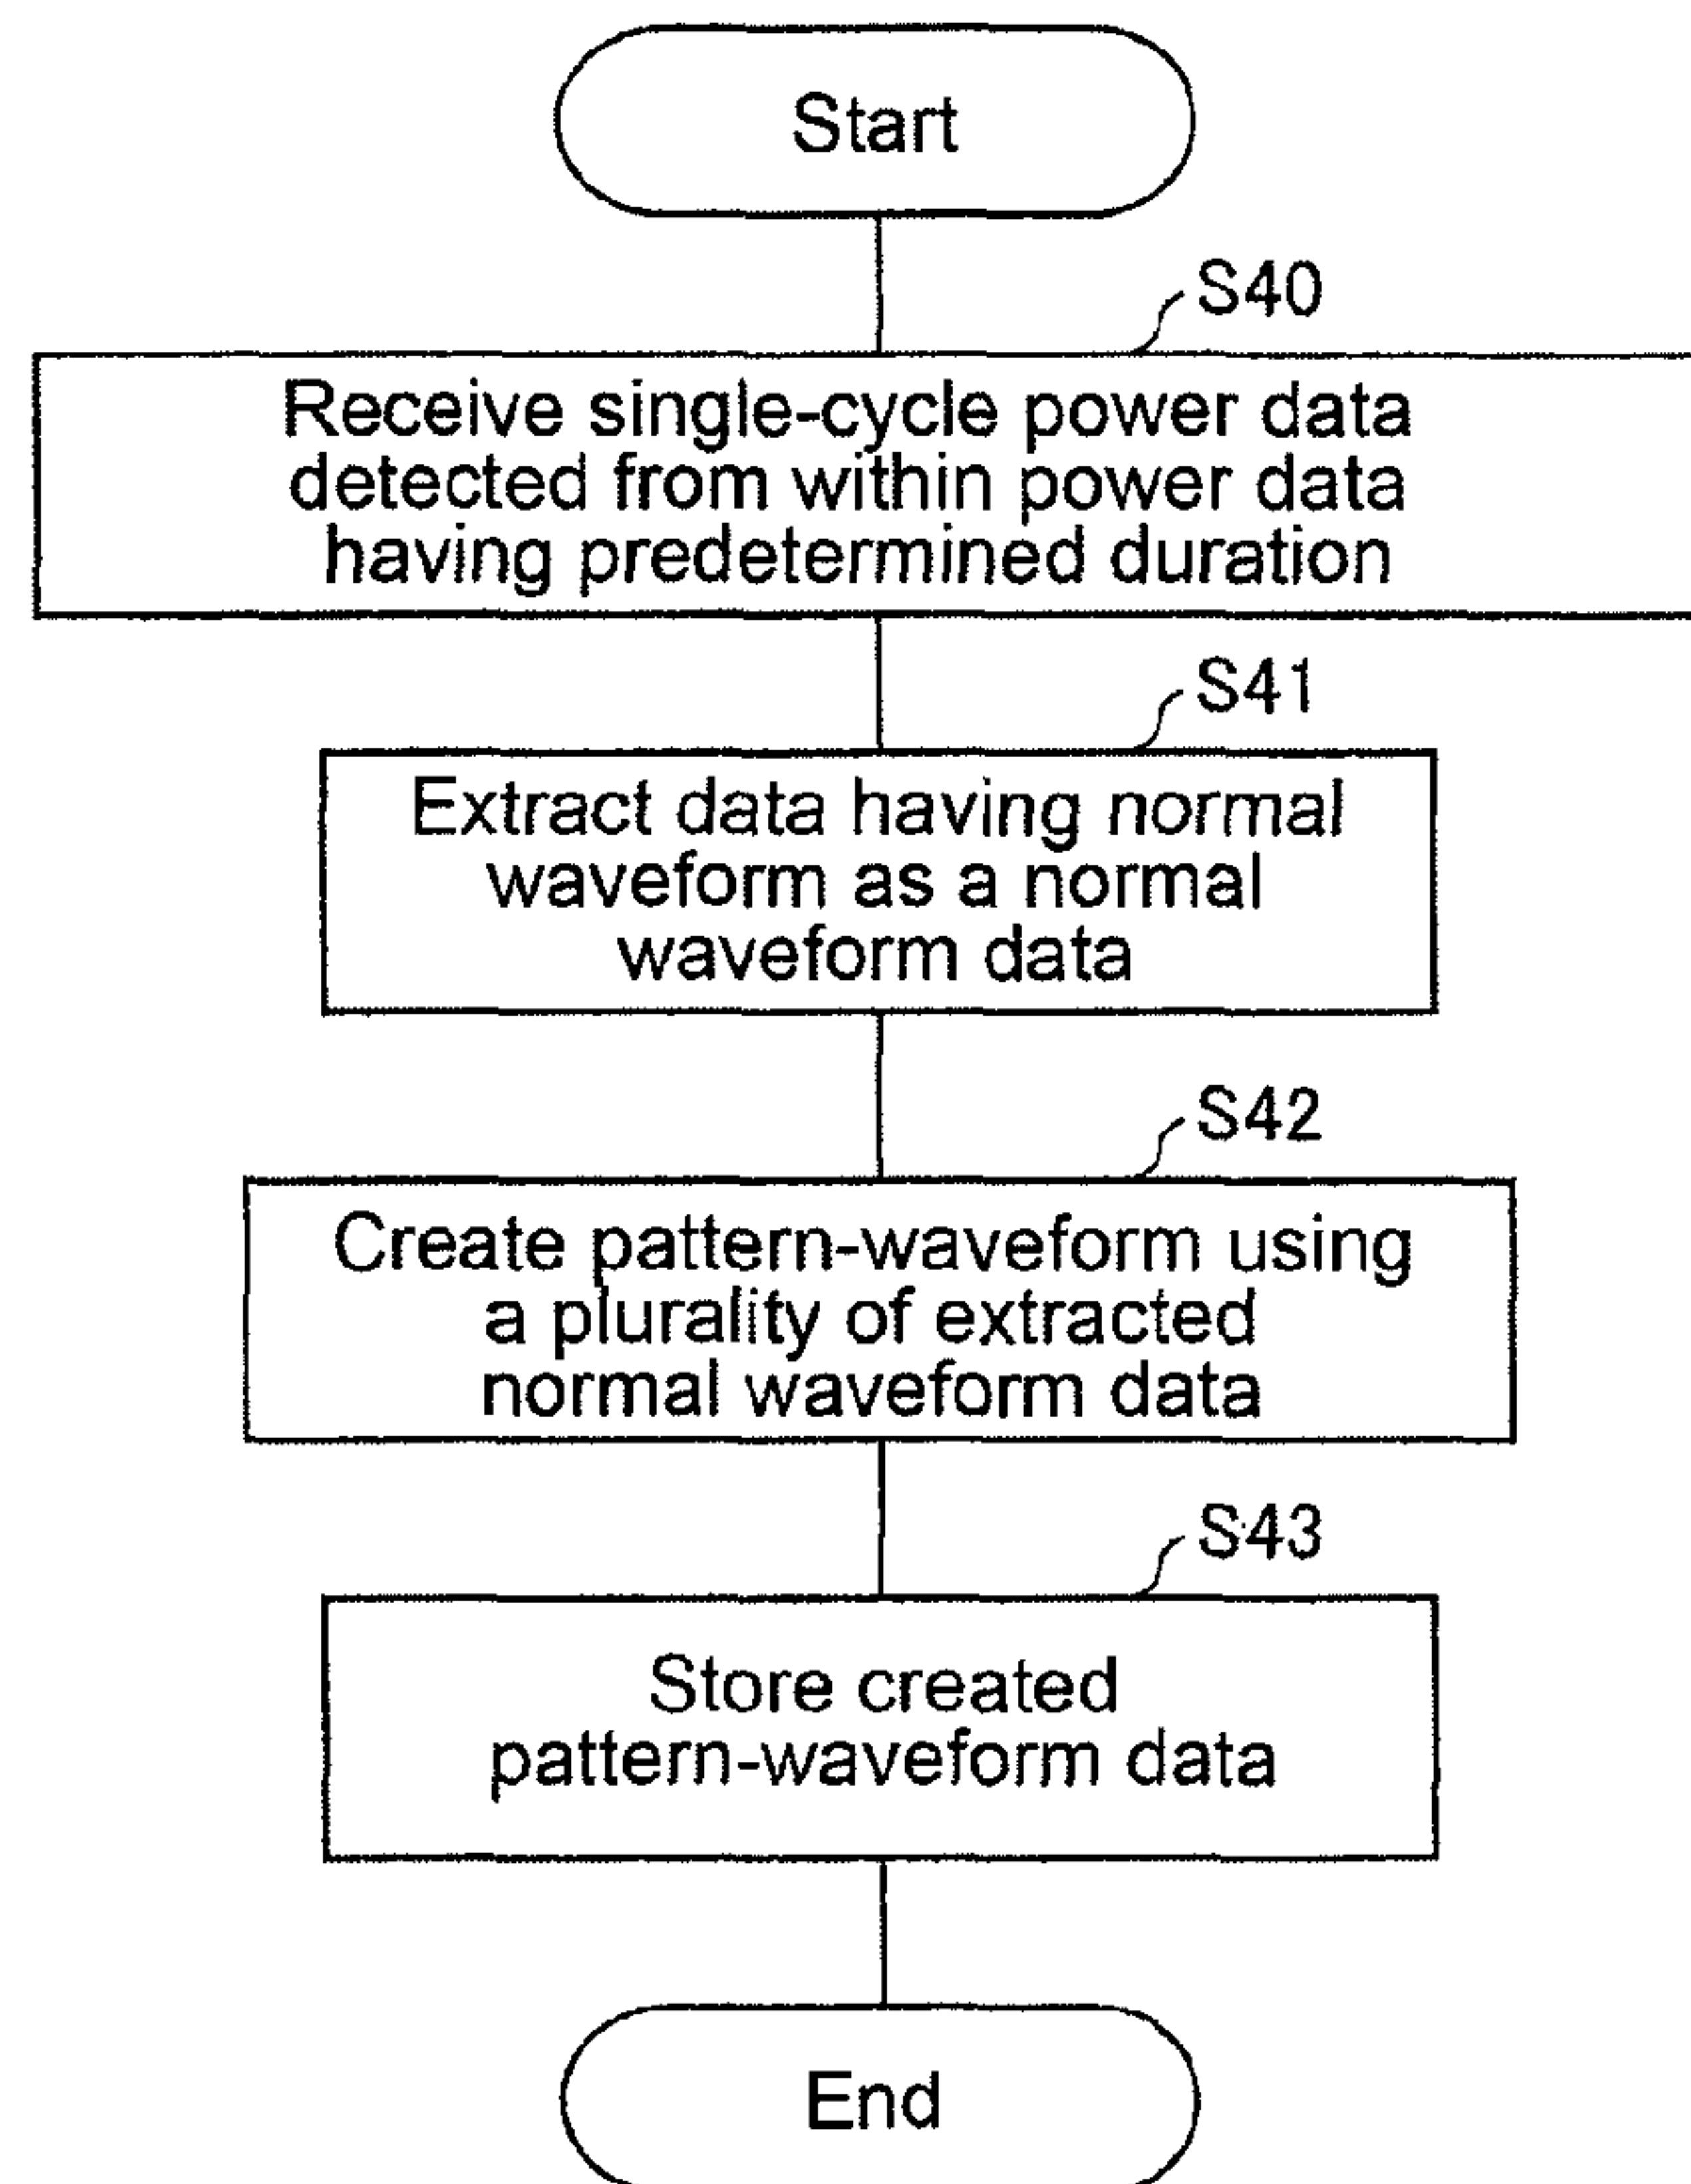 Start
S40
Receive single-cycle power data
detected from within power data
having predetermined duration
S41
Extract data having normal
waveform as a normal
waveform data
S42
Create pattern-waveform using
a plurality of extracted
normal waveform data
S43
Store created
pattern-waveform data
End